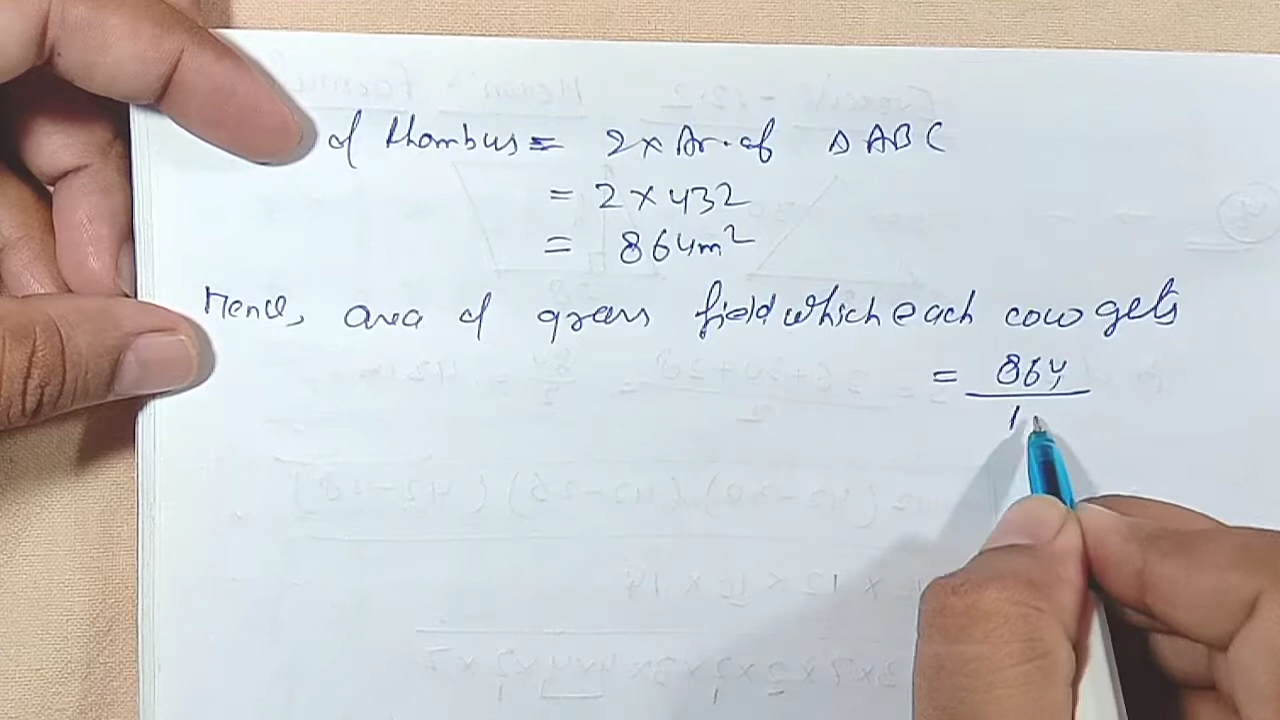 of rhombus = 2 × Ar. of Δ ABC
= 2 × 432
= 864m²
Hence, area of grass field which each cow gets
= 864
1